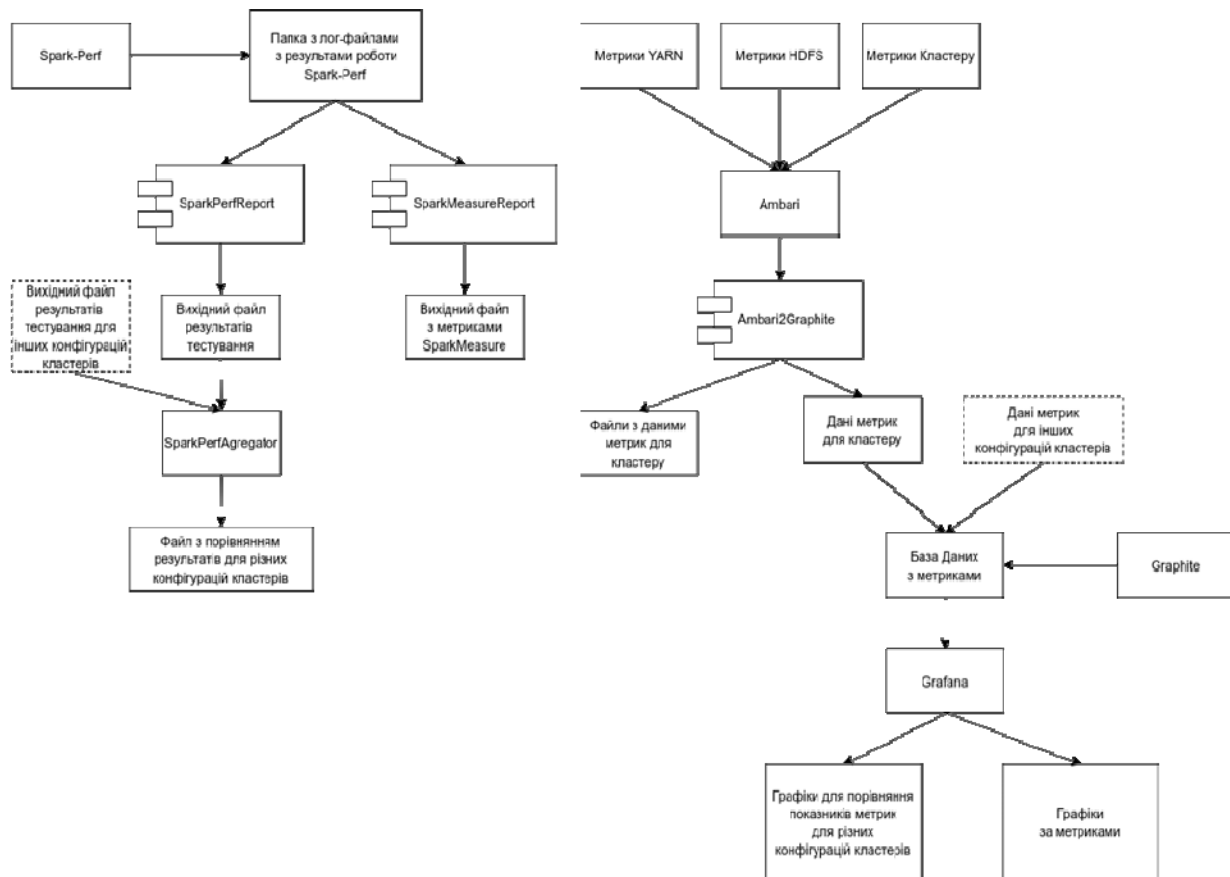 Spark-Perf
Папка з лог-файлами
з результами роботи
Spark-Perf
Метрики YARN
Метрики HDFS
Метрики Кластеру
SparkPerfReport
SparkMeasureReport
Ambari
Вихідний файл
результатів
тестування для
інших конфігурацій
кластерів
Вихідний файл
результатів
тестування
Вихідний файл
з метриками
SparkMeasure
Ambari2Graphite
SparkPerfAgregator
Файли з даними
метрик для
кластеру
Дані метрик
для кластеру
Дані метрик
для інших
конфігурацій кластерів
Файл з порівнянням
результатів для різних
конфігурацій кластерів
База Даних
з метриками
Graphite
Grafana
Графіки для порівняння
показників метрик
для різних
конфігурацій кластерів
Графіки
за метриками